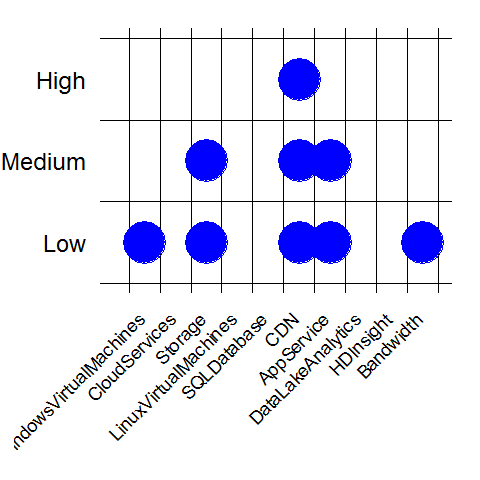 High
Medium
Low
ndowsVirtualMachines
CloudServices
Storage
LinuxVirtualMachines
SQLDatabase
CDN
AppService
DataLakeAnalytics
HDInsight
Bandwidth